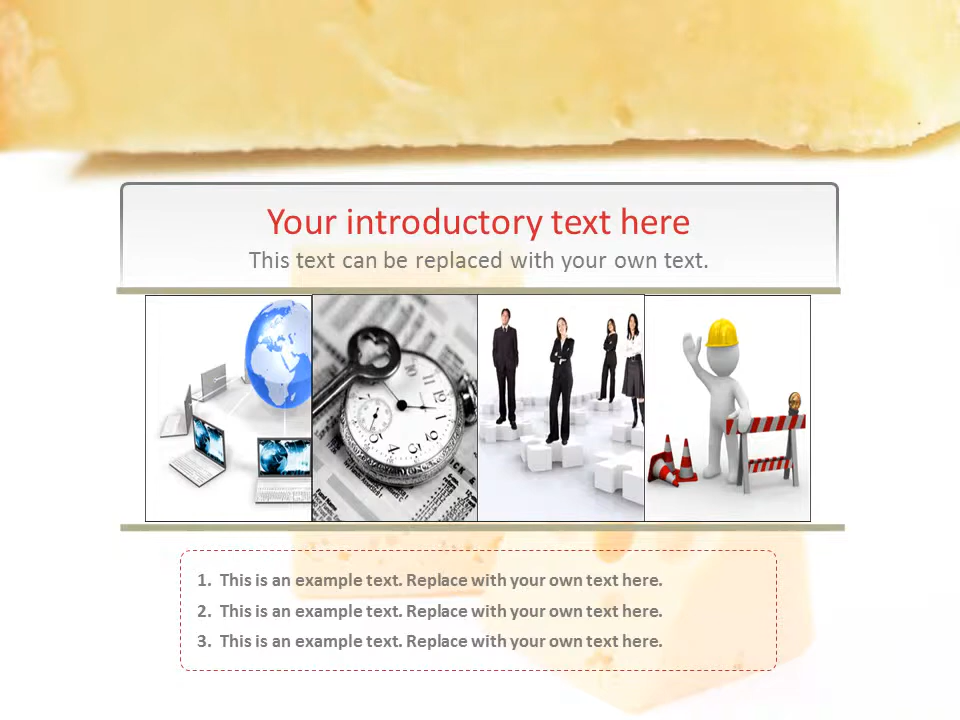 Your introductory text here
This text can be replaced with your own text.
1. This is an example text. Replace with your own text here.
2. This is an example text. Replace with your own text here.
3. This is an example text. Replace with your own text here.